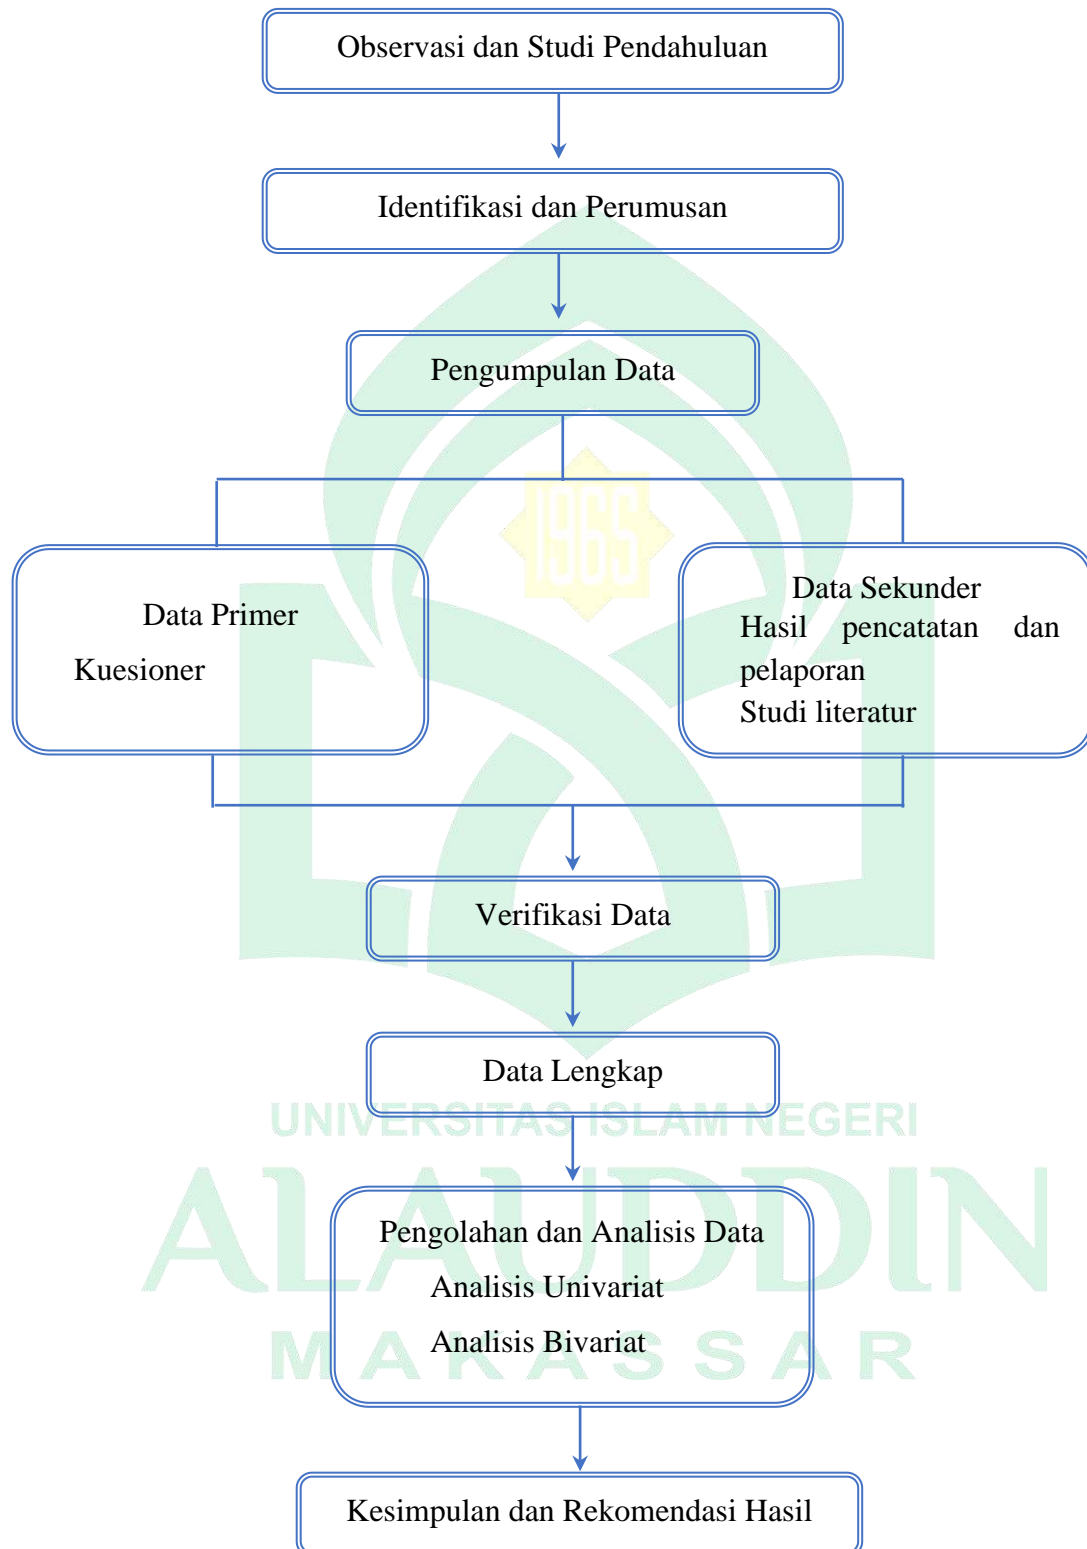 Observasi dan Studi Pendahuluan
Identifikasi dan Perumusan
Pengumpulan Data
1965
Data Primer
Kuesioner
Data Sekunder
Hasil pencatatan dan
pelaporan
Studi literatur
Verifikasi Data
Data Lengkap
UNIVERSITAS ISLAM NEGERI
ALAUDDIN
MAKASSAR
Pengolahan dan Analisis Data
Analisis Univariat
Analisis Bivariat
Kesimpulan dan Rekomendasi Hasil